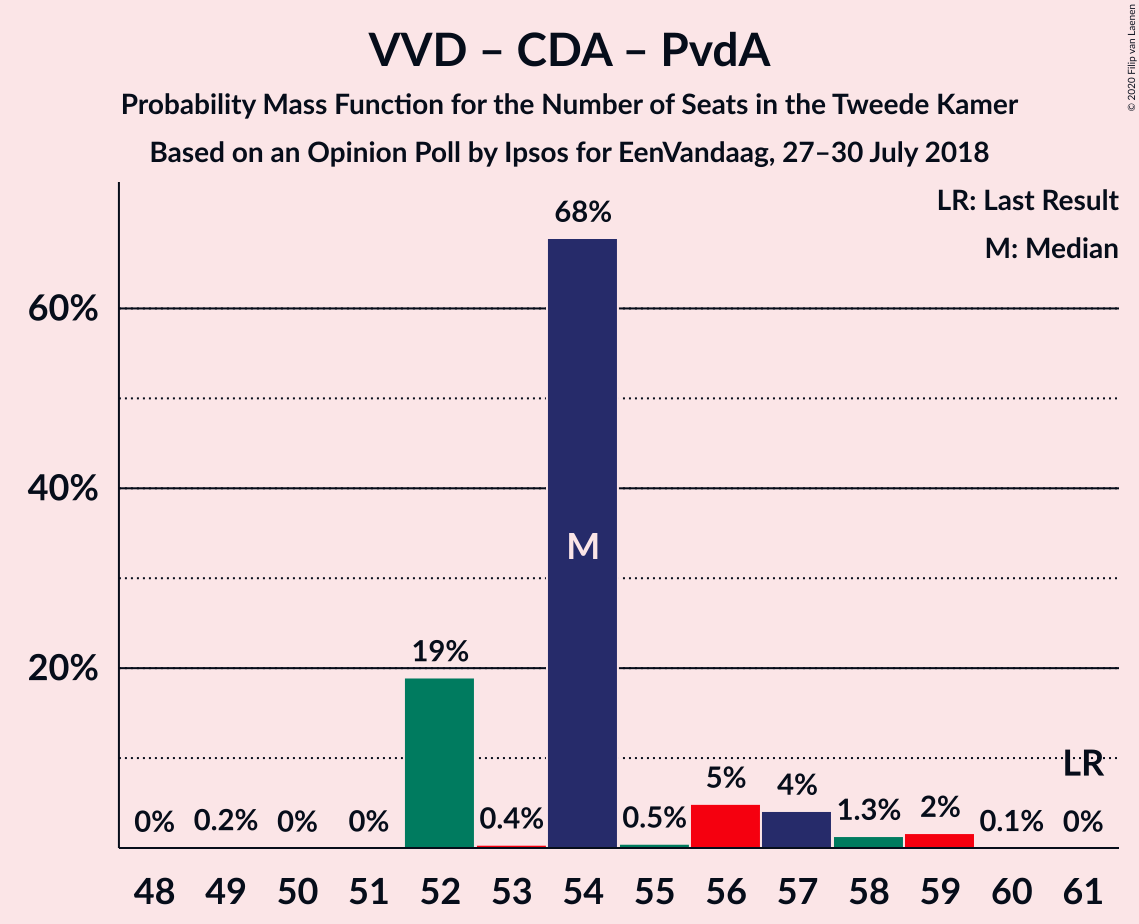 VVD – CDA – PvdA
Probability Mass Function for the Number of Seats in the Tweede Kamer
Based on an Opinion Poll by Ipsos for EenVandaag, 27–30 July 2018
© 2020 Filip van Laenen
LR: Last Result
M: Median
68%
60%
M
40%
19%
20%
LR
0% 0.2% 0% 0% 0.4% 0.5% 5% 4% 1.3% 2% 0.1% 0%
48 49 50 51 52 53 54 55 56 57 58 59 60 61